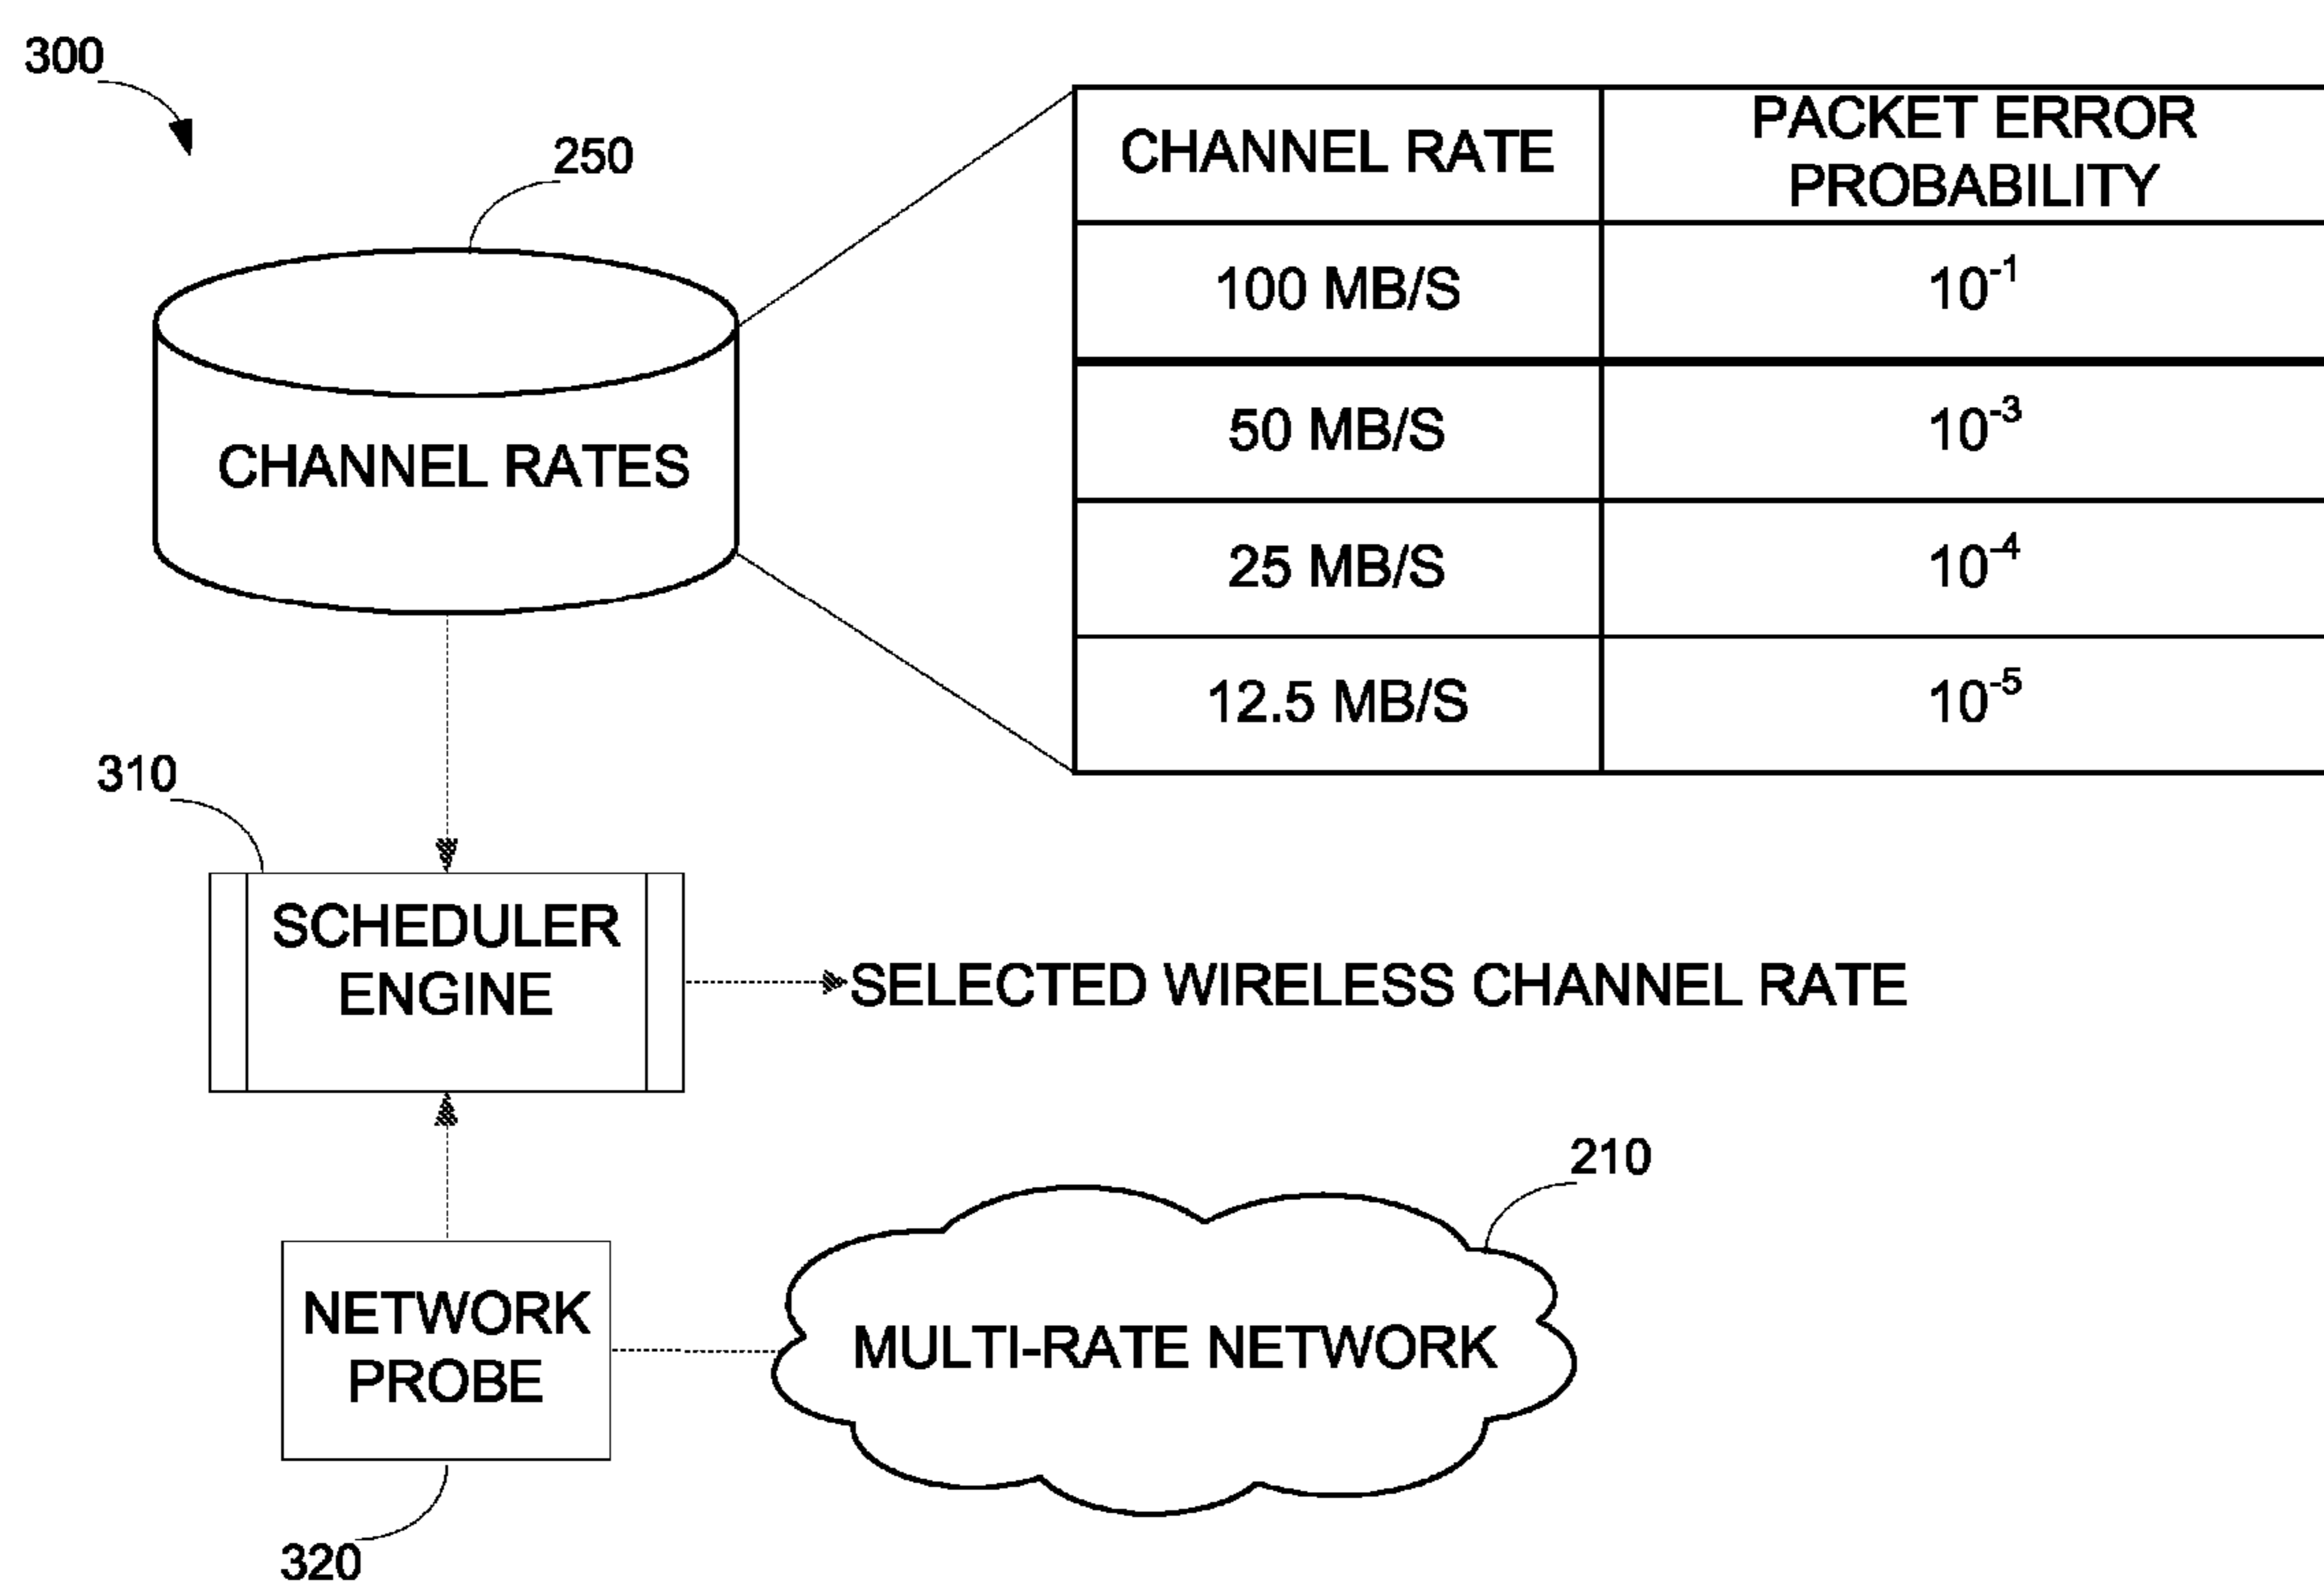 300
250
CHANNEL RATE
PACKET ERROR
PROBABILITY
100 MB/S
10⁻¹
50 MB/S
10⁻³
25 MB/S
10⁻⁴
12.5 MB/S
10⁻⁵
CHANNEL RATES
310
SCHEDULER
ENGINE
SELECTED WIRELESS CHANNEL RATE
210
NETWORK
PROBE
MULTI-RATE NETWORK
320